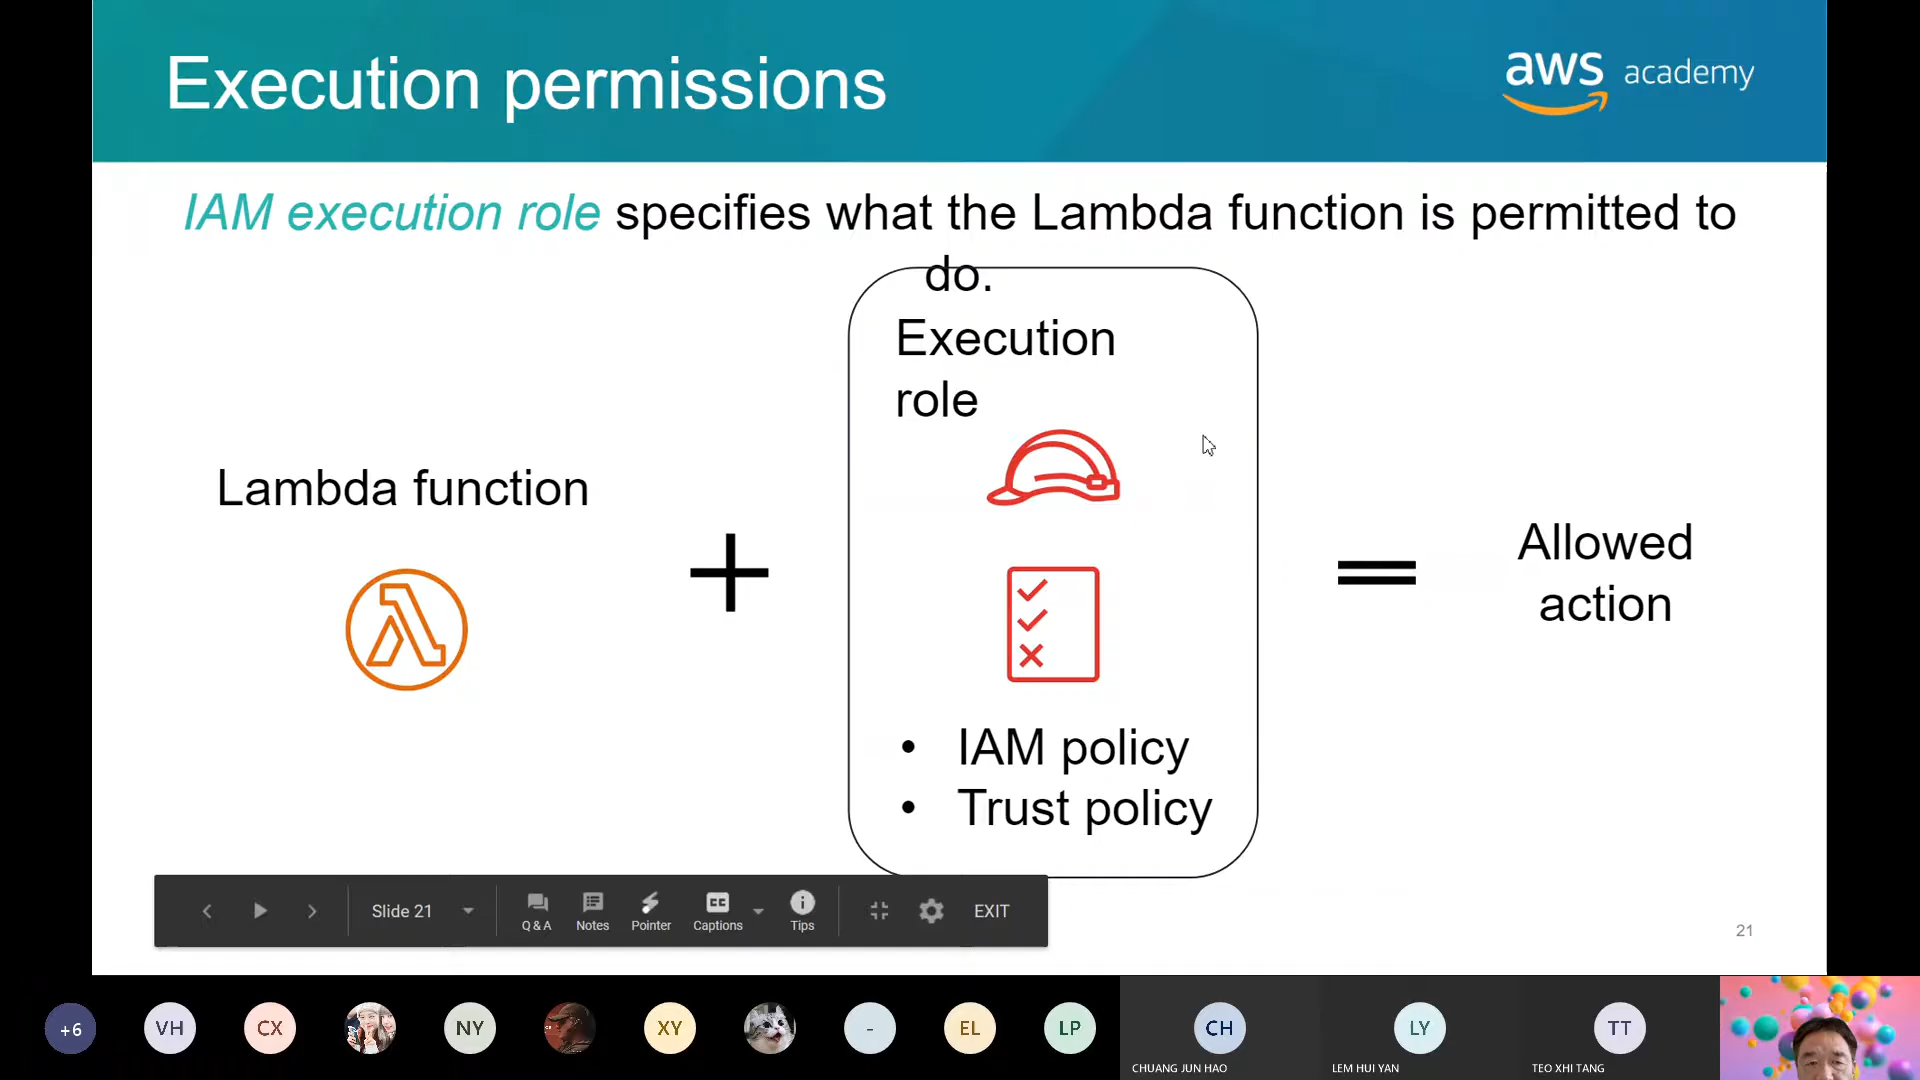 Execution permissions
aws academy
IAM execution role specifies what the Lambda function is permitted to
do.
Execution
role
Lambda function
Allowed
action
• IAM policy
• Trust policy
Slide 21
Q & A
Notes
Pointer
CC
Captions
Tips
EXIT
21
+6
VH
CX
NY
XY
-
EL
LP
CH
LY
TT
CHUANG JUN HAO
LEM HUI YAN
TEO XHI TANG